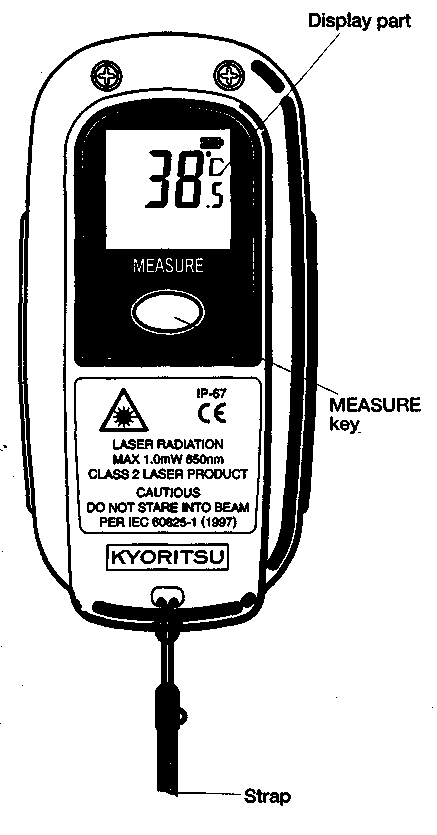 Display part
38.5 °C
MEASURE
MEASURE
key
IP-67
CE
LASER RADIATION
MAX 1.0mW 650nm
CLASS 2 LASER PRODUCT
CAUTIOUS
DO NOT STARE INTO BEAM
PER IEC 60825-1 (1997)
KYORITSU
Strap